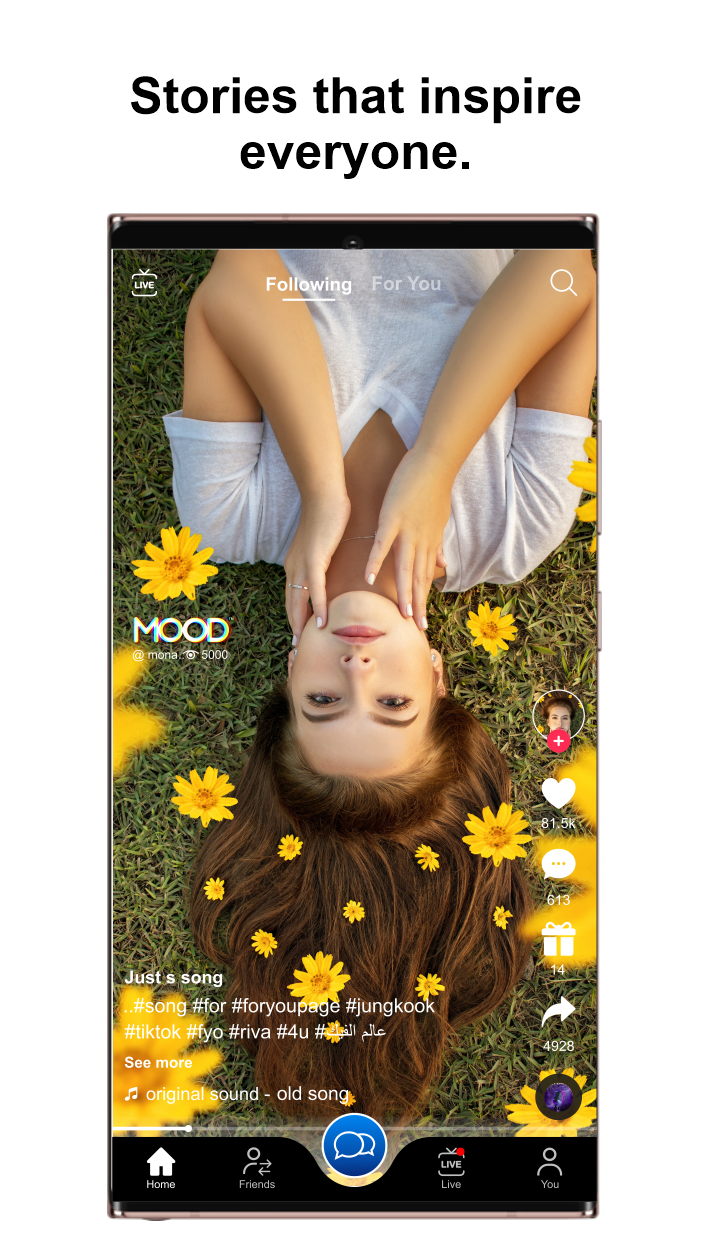 Stories that inspire
everyone.
LIVE
Following For You
MOOD
@ mona.. 5000
81.5k
613
14
4928
Just s song
..#song #for #foryoupage #jungkook
#tiktok #fyo #riva #4u #عالم الفيك
See more
original sound - old song
Home
Friends
LIVE
Live
You